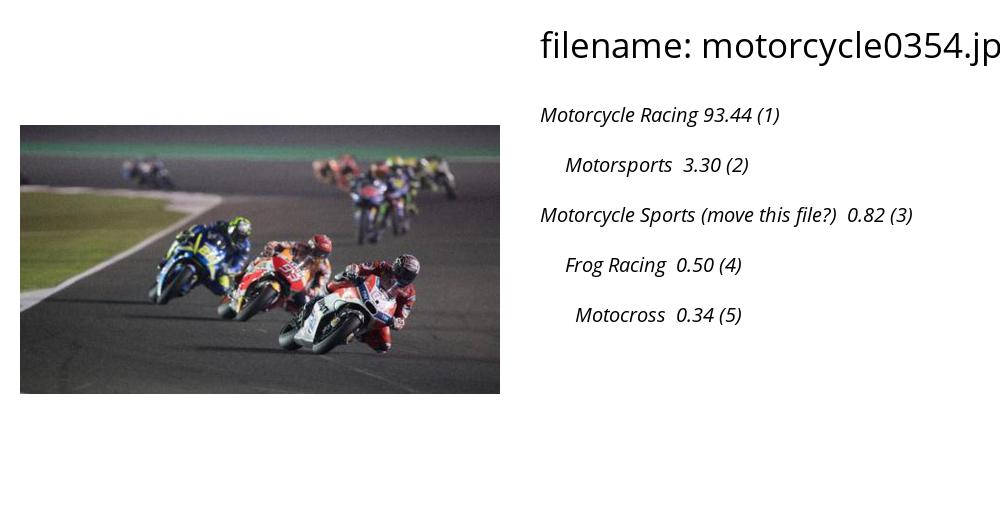 filename: motorcycle0354.jp
Motorcycle Racing 93.44 (1)
Motorsports 3.30 (2)
Motorcycle Sports (move this file?) 0.82 (3)
Frog Racing 0.50 (4)
Motocross 0.34 (5)